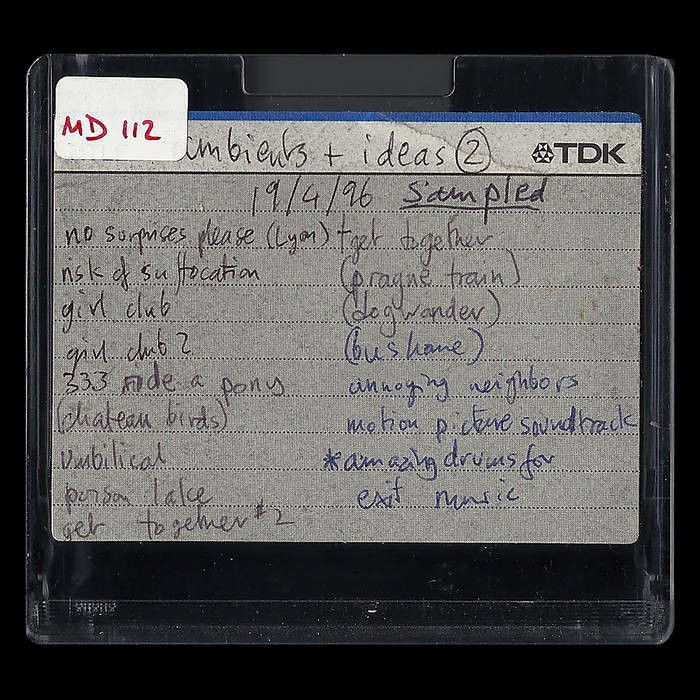 MD 112
ambients + ideas 2
TDK
19/4/96 sampled
no surprises please (Lyon)
risk of suffocation
girl club
girl club 2
333 ride a pony
(chateau birds)
Umbilical
poison lake
get together #2
+get together
(prague train)
(dogwander)
(bus home)
annoying neighbors
motion picture soundtrack
*amazing drums for
exit music